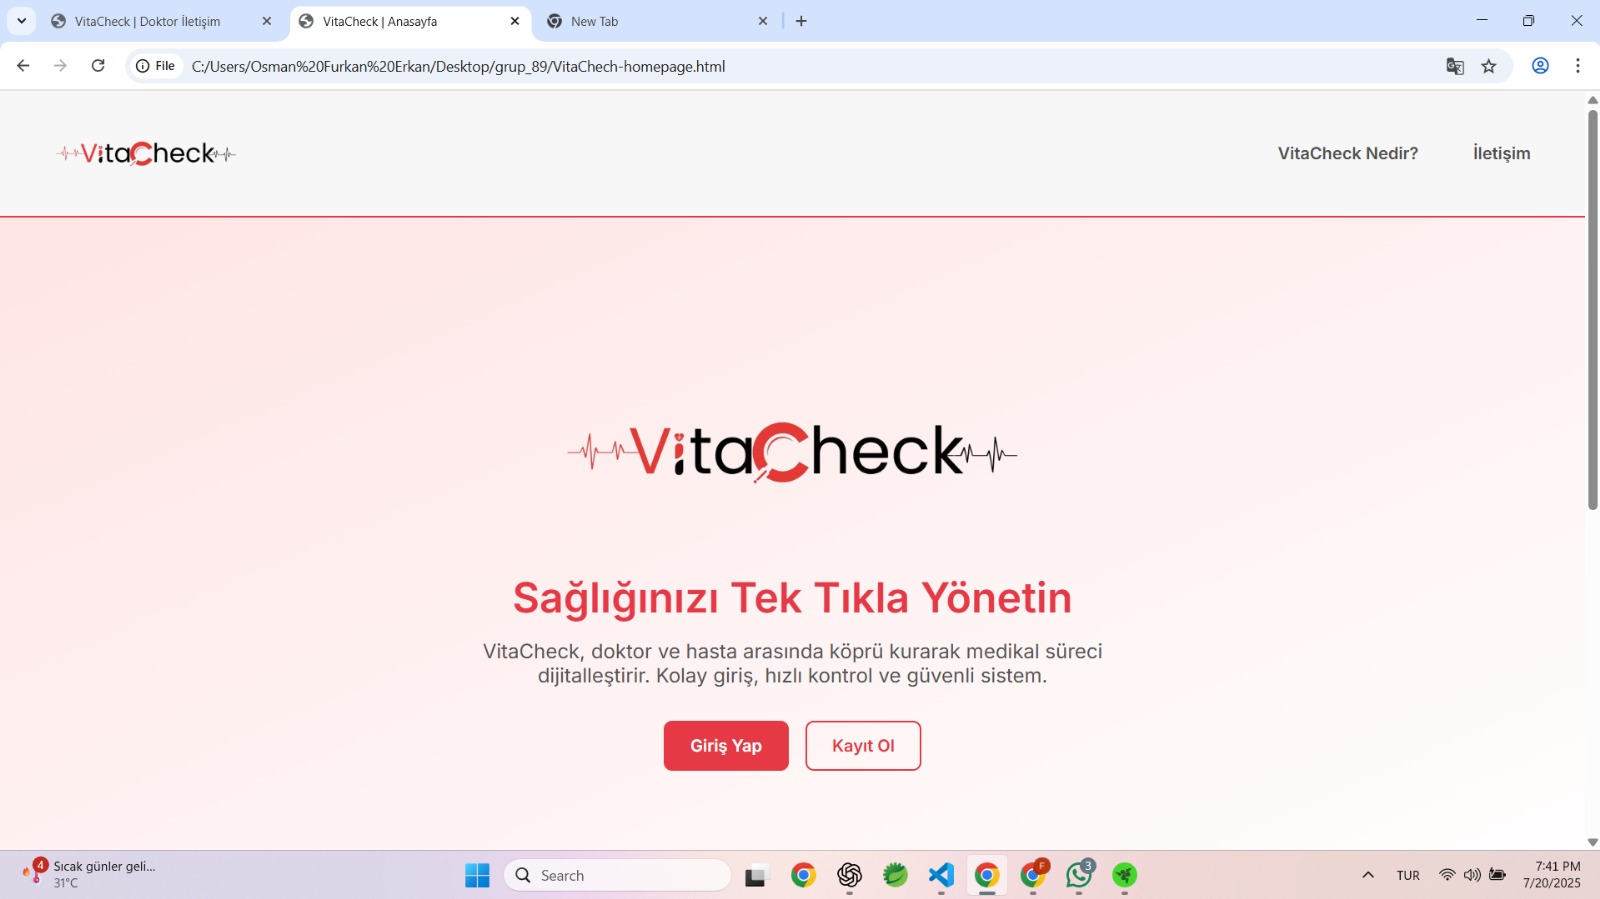 VitaCheck | Doktor İletişim
VitaCheck | Anasayfa
New Tab
File
C:/Users/Osman%20Furkan%20Erkan/Desktop/grup_89/VitaChech-homepage.html
VitaCheck
VitaCheck Nedir?
İletişim
VitaCheck
Sağlığınızı Tek Tıkla Yönetin
VitaCheck, doktor ve hasta arasında köprü kurarak medikal süreci
dijitalleştirir. Kolay giriş, hızlı kontrol ve güvenli sistem.
Giriş Yap
Kayıt Ol
4
Sıcak günler geli...
31°C
Search
F
3
TUR
7:41 PM
7/20/2025